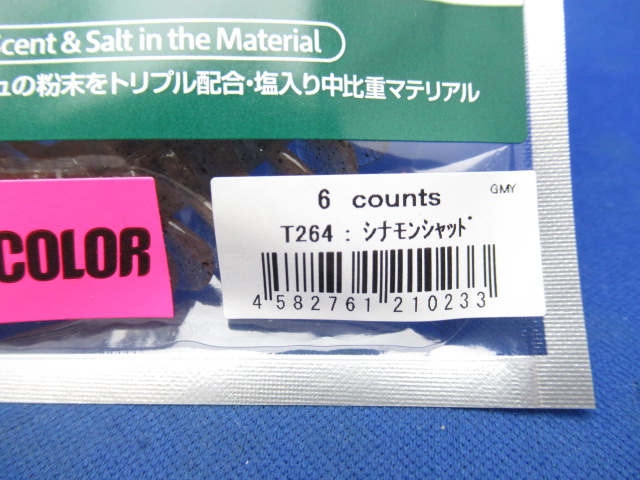 Scent & Salt in the Material
の粉末をトリプル配合・塩入り中比重マテリアル
COLOR
6 counts
GMY
T264 : シナモンシャッド
4 582761 210233